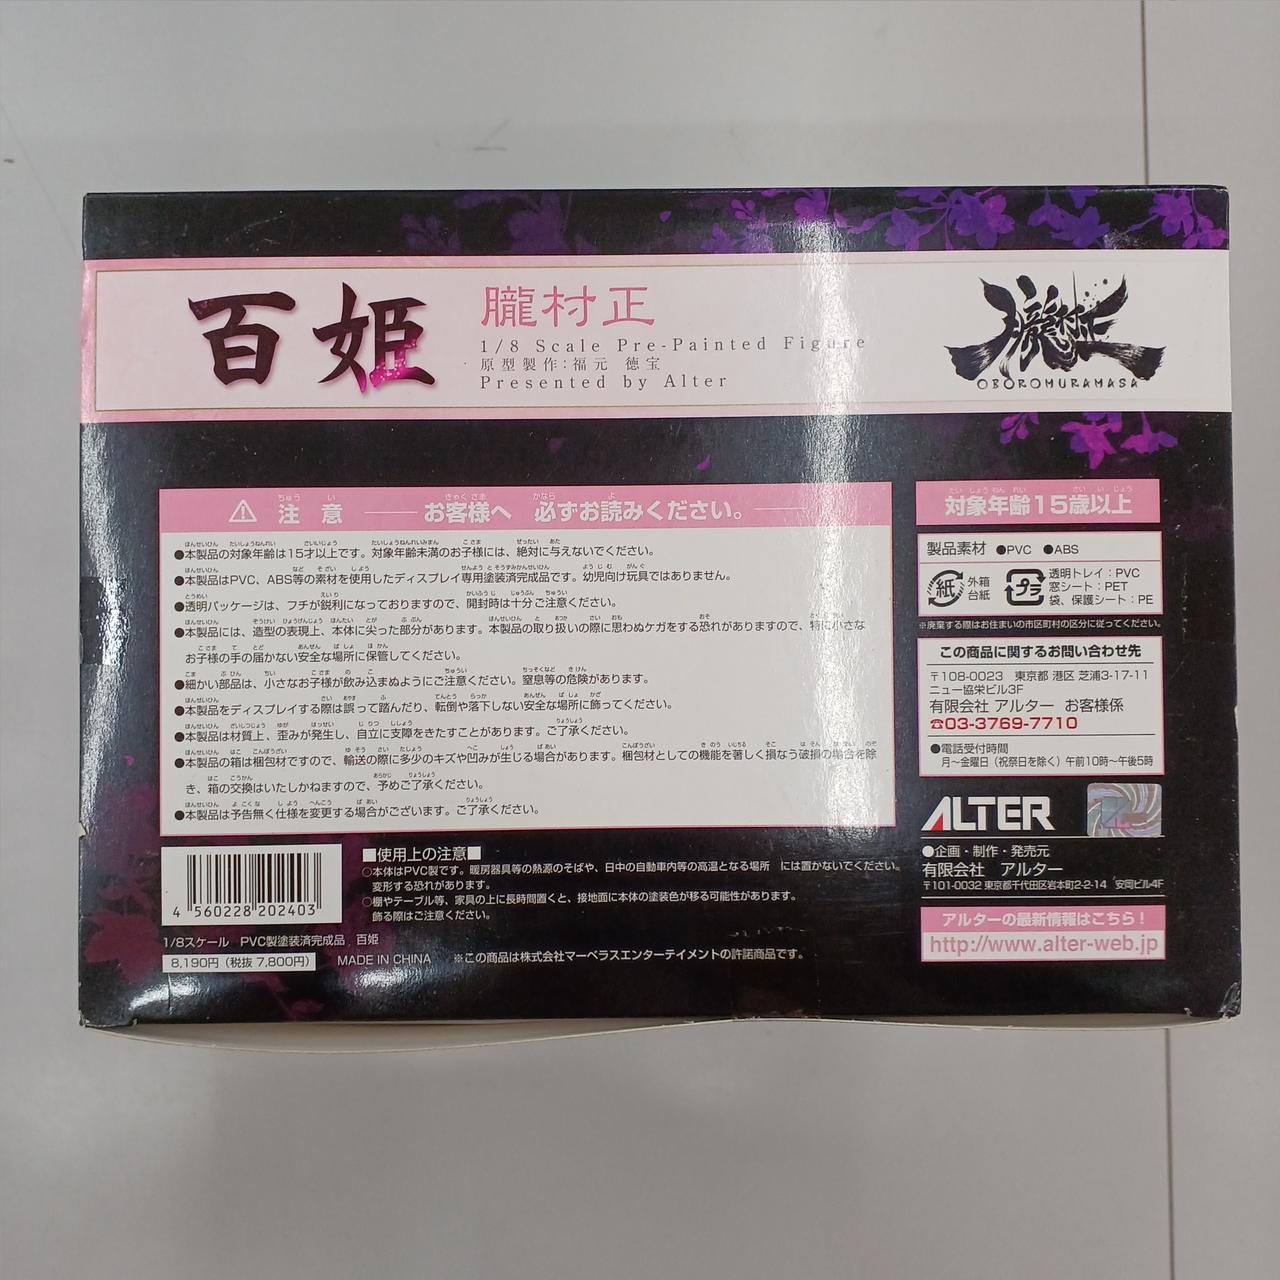 百姫
朧村正
1/8 Scale Pre-Painted Figure
原型製作：福元 徳宝
Presented by Alter
朧村正
OBOROMURAMASA
注意 お客様へ 必ずお読みください。
●本製品の対象年齢は15才以上です。対象年齢未満のお子様には、絶対に与えないでください。
●本製品はPVC、ABS等の素材を使用したディスプレイ専用塗装済完成品です。幼児向け玩具ではありません。
●透明パッケージは、フチが鋭利になっておりますので、開封時は十分ご注意ください。
●本製品には、造型の表現上、本体に尖った部分があります。本製品の取り扱いの際に思わぬケガをする恐れがありますので、特に小さな
お子様の手の届かない安全な場所に保管してください。
●細かい部品は、小さなお子様が飲み込まぬようにご注意ください。窒息等の危険があります。
●本製品をディスプレイする際は誤って踏んだり、転倒や落下しない安全な場所に飾ってください。
●本製品は材質上、歪みが発生し、自立に支障をきたすことがあります。ご了承ください。
●本製品の箱は梱包材ですので、輸送の際に多少のキズや凹みが生じる場合があります。梱包材としての機能を著しく損なう破損の場合を除
き、箱の交換はいたしかねますので、予めご了承ください。
●本製品は予告無く仕様を変更する場合がございます。ご了承ください。
対象年齢15歳以上
製品素材 ●PVC ●ABS
紙 外箱
台紙
プラ 透明トレイ：PVC
窓シート：PET
袋、保護シート：PE
※廃棄する際はお住まいの市区町村の区分に従ってください。
この商品に関するお問い合わせ先
〒108-0023 東京都 港区 芝浦3-17-11
ニュー協栄ビル3F
有限会社 アルター お客様係
☎03-3769-7710
●電話受付時間
月〜金曜日（祝祭日を除く）午前10時〜午後5時
ALTER
●企画・制作・発売元
有限会社 アルター
〒101-0032 東京都千代田区岩本町2-2-14 安岡ビル4F
アルターの最新情報はこちら！
http://www.alter-web.jp
4 560228 202403
■使用上の注意■
○本体はPVC製です。暖房器具等の熱源のそばや、日中の自動車内等の高温となる場所 には置かないでください。
変形する恐れがあります。
○棚やテーブル等、家具の上に長時間置くと、接地面に本体の塗装色が移る可能性があります。
飾る際はご注意ください。
1/8スケール PVC製塗装済完成品 百姫
8,190円（税抜 7,800円）
MADE IN CHINA ※この商品は株式会社マーベラスエンターテイメントの許諾商品です。